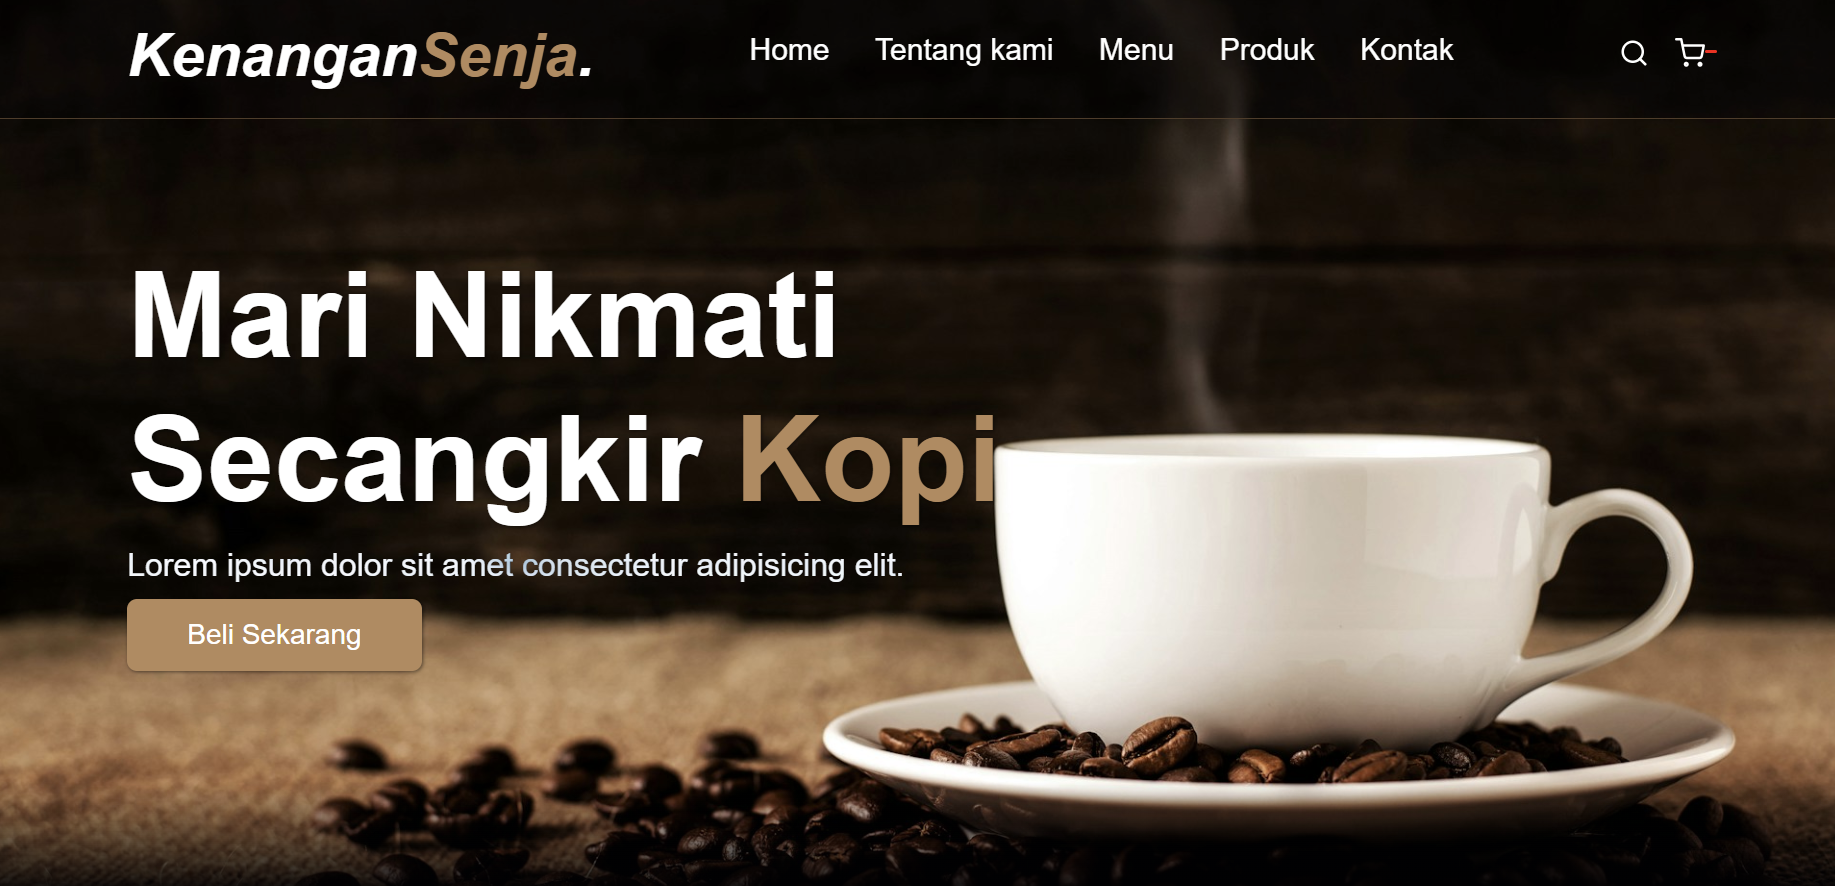 KenanganSenja.
Home Tentang kami Menu Produk Kontak
Mari Nikmati
Secangkir Kopi
Lorem ipsum dolor sit amet consectetur adipisicing elit.
Beli Sekarang